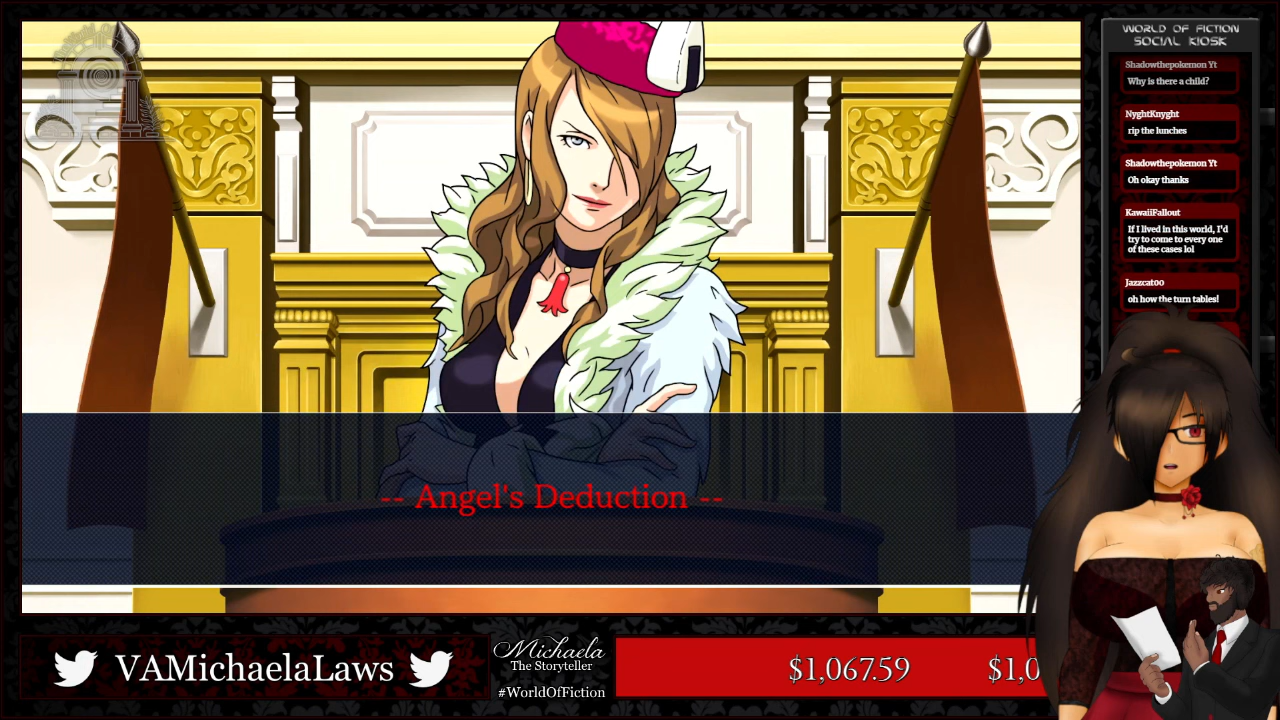 WORLD OF FICTION
SOCIAL KIOSK
Shadowthepokemon Yt
Why is there a child?
NyghtKnyght
rip the lunches
Shadowthepokemon Yt
Oh okay thanks
KawaiiFallout
If I lived in this world, I'd
try to come to every one
of these cases lol
Jazzcat00
oh how the turn tables!
-- Angel's Deduction --
VAMichaelaLaws
Michaela
The Storyteller
#WorldOfFiction
$1,067.59
$1,0